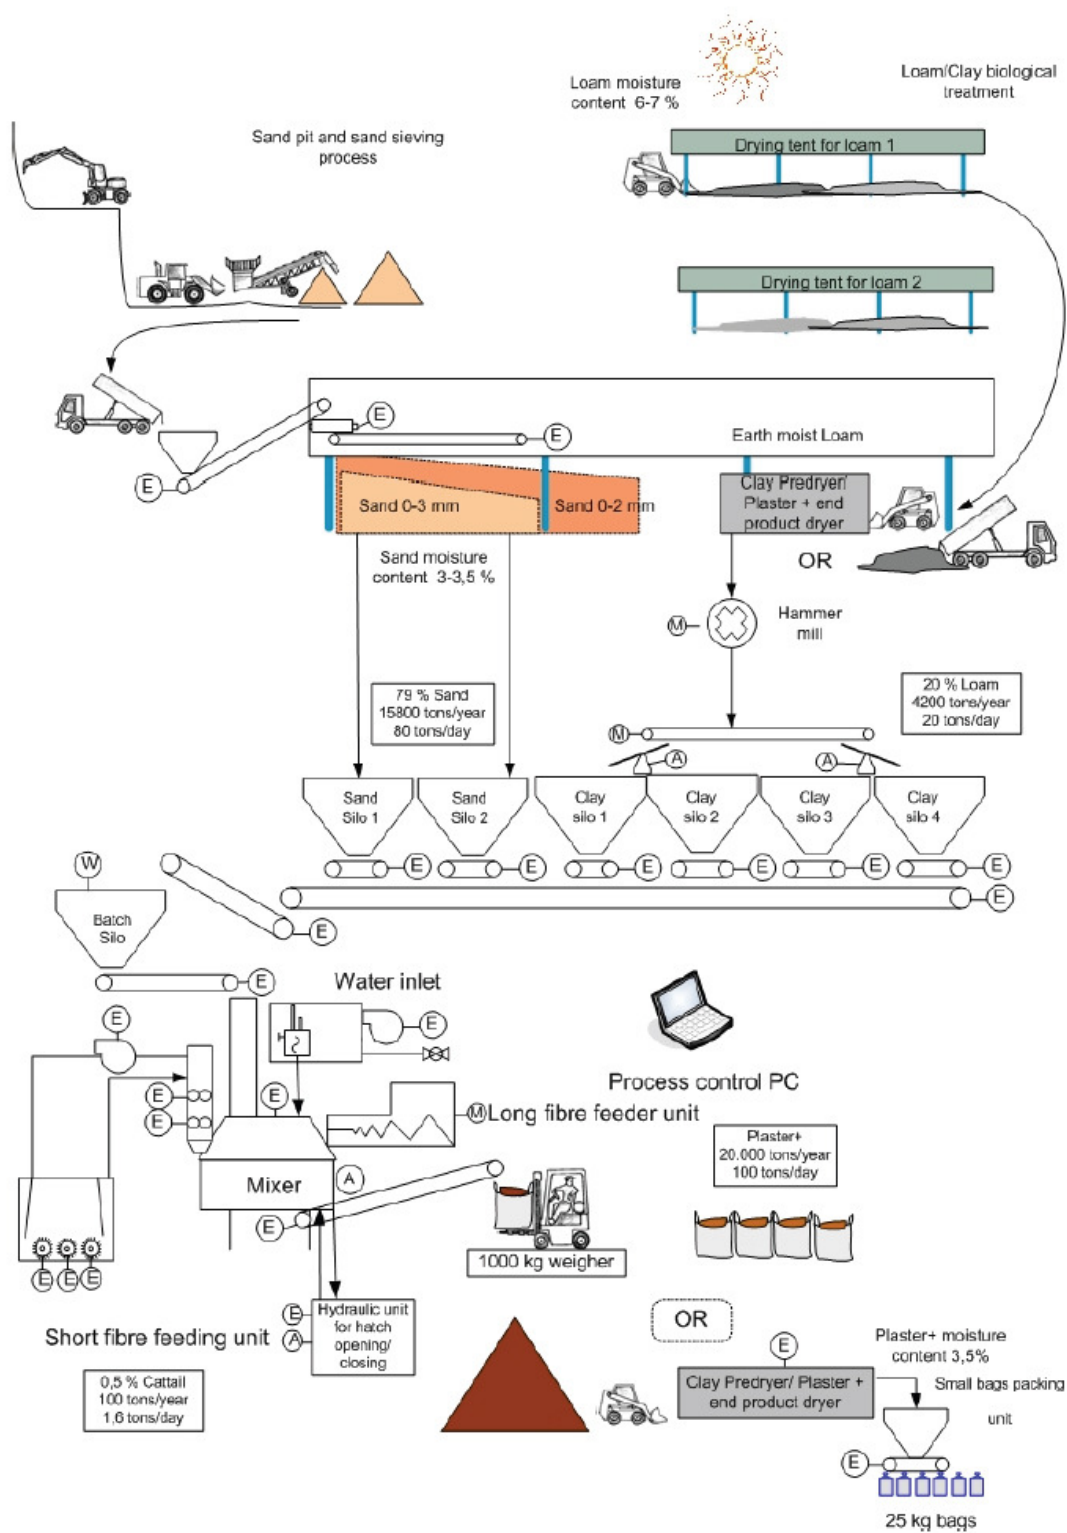 Loam moisture
content 6-7 %
Loam/Clay biological
treatment
Sand pit and sand sieving
process
Drying tent for loam 1
Drying tent for loam 2
E
E
E
Earth moist Loam
Sand 0-3 mm
Sand 0-2 mm
Clay Predryer/
Plaster + end
product dryer
OR
Sand moisture
content 3-3,5 %
M
Hammer
mill
79 % Sand
15800 tons/year
80 tons/day
20 % Loam
4200 tons/year
20 tons/day
M
A
A
Sand
Silo 1
Sand
Silo 2
Clay
silo 1
Clay
silo 2
Clay
silo 3
Clay
silo 4
E
E
E
E
E
E
E
W
Batch
Silo
E
E
Water inlet
E
E
E
E
E
Process control PC
M
Long fibre feeder unit
Mixer
A
E
Plaster+
20.000 tons/year
100 tons/day
1000 kg weigher
E
E
E
Short fibre feeding unit
E
A
Hydraulic unit
for hatch
opening/
closing
OR
0,5 % Cattail
100 tons/year
1,6 tons/day
E
Clay Predryer/ Plaster +
end product dryer
Plaster+ moisture
content 3,5%
Small bags packing
unit
E
25 kg bags